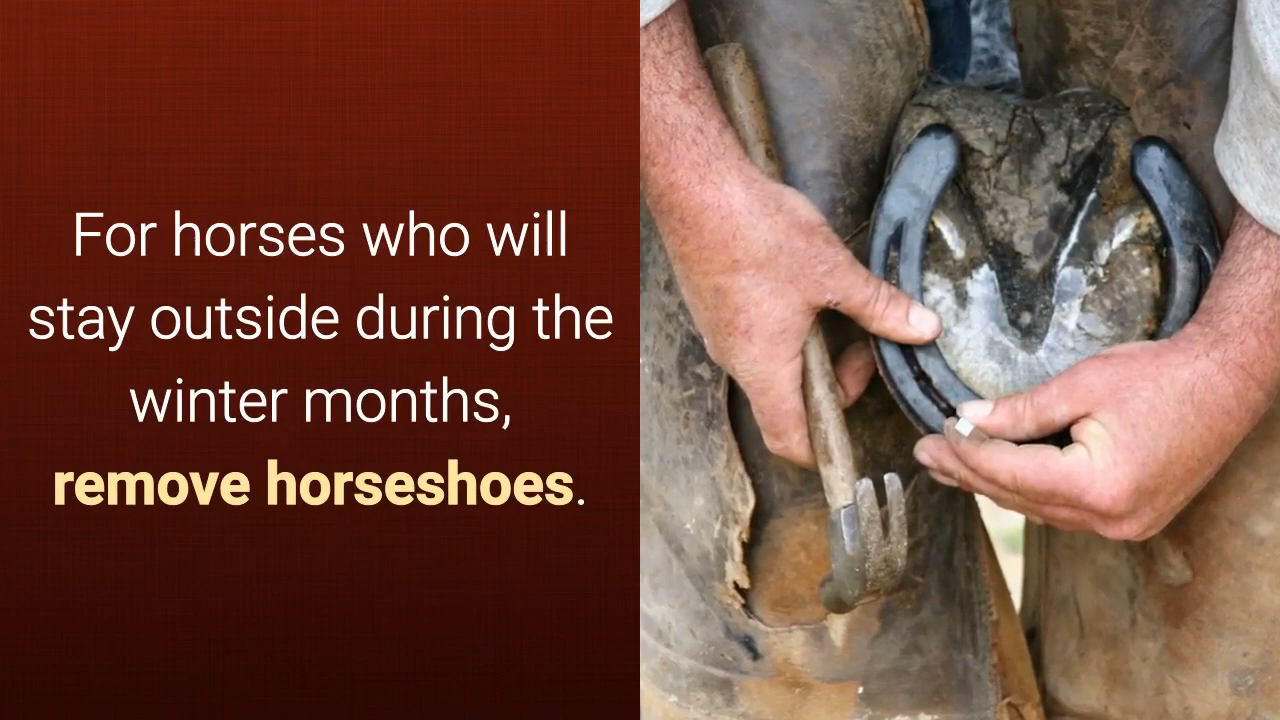 For horses who will
stay outside during the
winter months,
remove horseshoes.